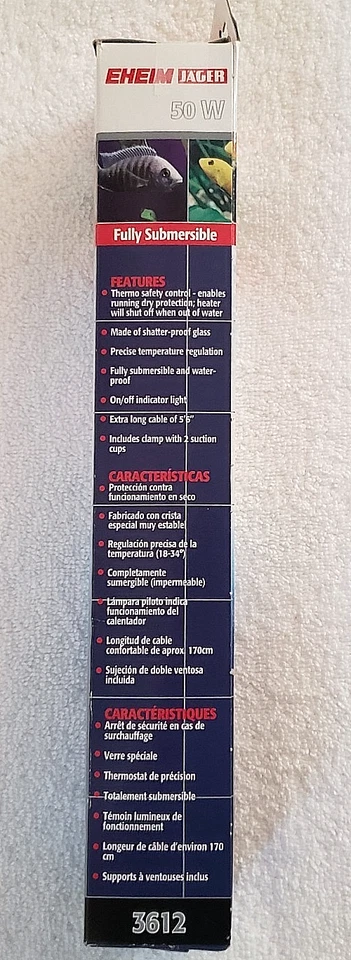 EHEIM JÄGER
50 W
Fully Submersible
FEATURES
Thermo safety control - enables
running dry protection; heater
will shut off when out of water
Made of shatter-proof glass
Precise temperature regulation
Fully submersible and water-
proof
On/off indicator light
Extra long cable of 5'6"
Includes clamp with 2 suction
cups
CARACTERÍSTICAS
Protección contra
funcionamiento en seco
Fabricado con crista
especial muy estable
Regulación precisa de la
temperatura (18-34°)
Completamente
sumergible (impermeable)
Lámpara piloto indica
funcionamiento del
calentador
Longitud de cable
confortable de aprox. 170cm
Sujeción de doble ventosa
incluida
CARACTÉRISTIQUES
Arrêt de sécurité en cas de
surchauffage
Verre spéciale
Thermostat de précision
Totalement submersible
Témoin lumineux de
fonctionnement
Longeur de câble d'environ 170
cm
Supports à ventouses inclus
3612